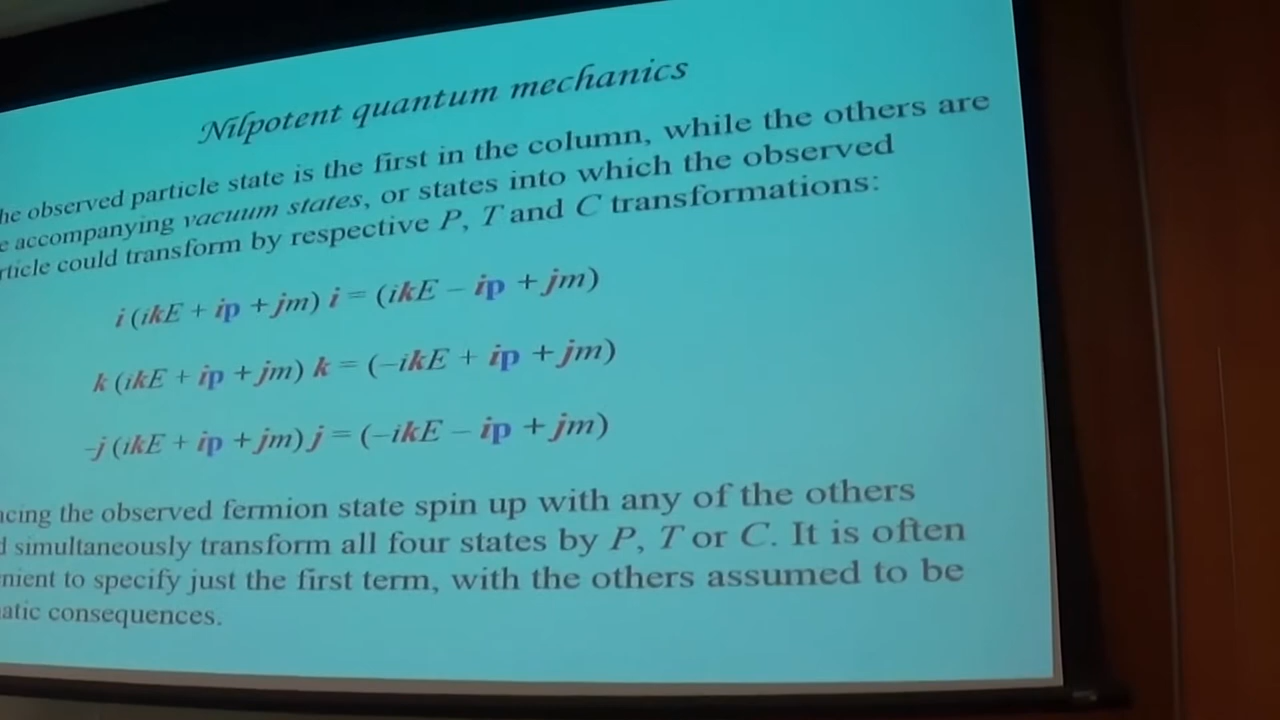 Nilpotent quantum mechanics
he observed particle state is the first in the column, while the others are
e accompanying vacuum states, or states into which the observed
rticle could transform by respective P, T and C transformations:
i (ikE + ip + jm) i = (ikE – ip + jm)
k (ikE + ip + jm) k = (–ikE + ip + jm)
-j (ikE + ip + jm) j = (–ikE – ip + jm)
acing the observed fermion state spin up with any of the others
d simultaneously transform all four states by P, T or C. It is often
nient to specify just the first term, with the others assumed to be
atic consequences.